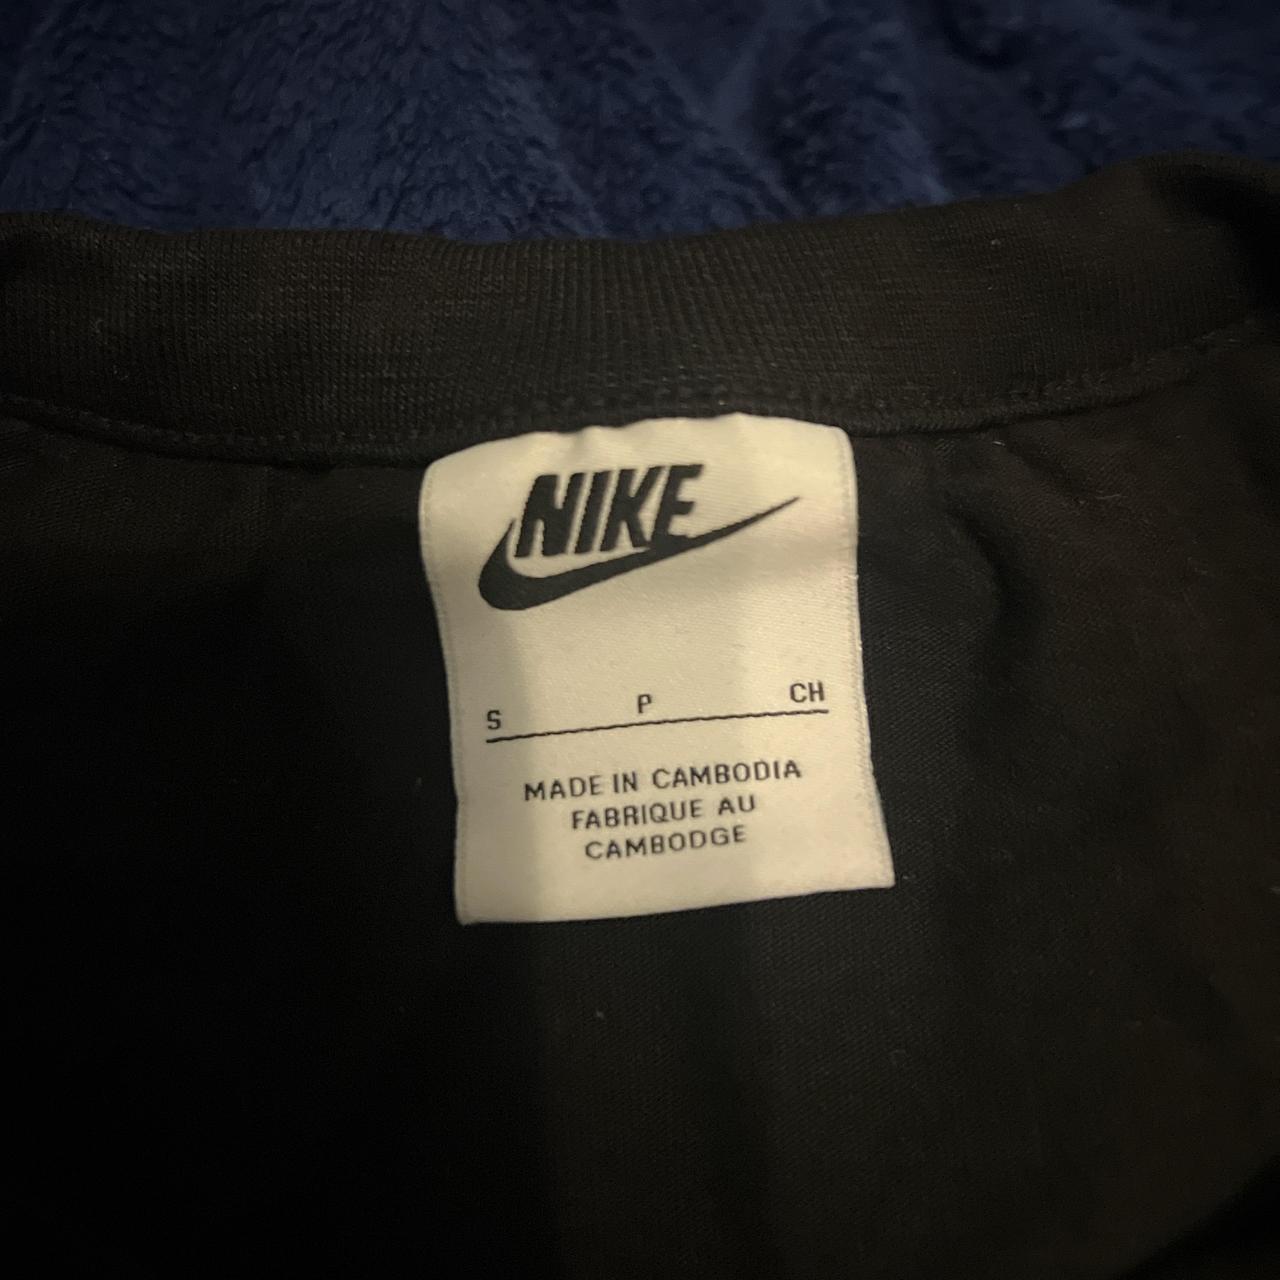 NIKE
S P CH
MADE IN CAMBODIA
FABRIQUE AU
CAMBODGE